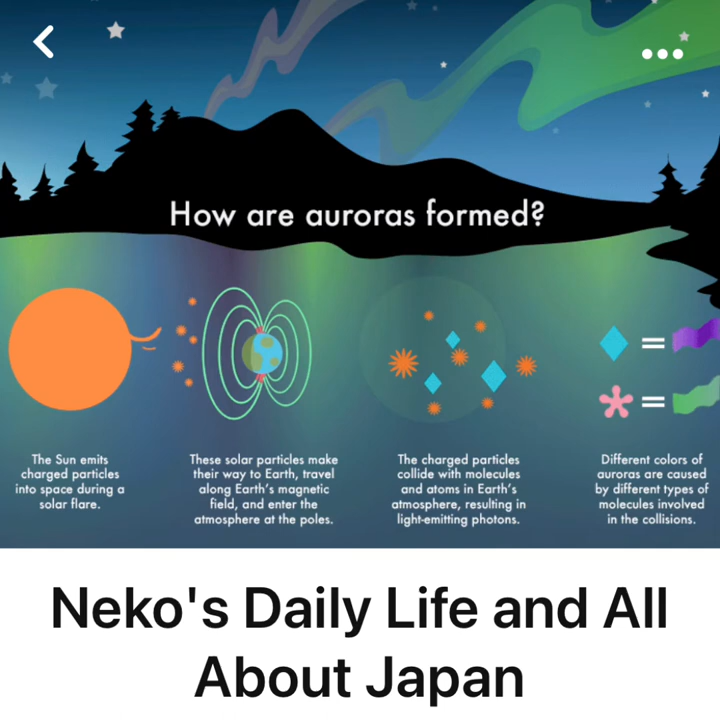 How are auroras formed?
The Sun emits
charged particles
into space during a
solar flare.
These solar particles make
their way to Earth, travel
along Earth's magnetic
field, and enter the
atmosphere at the poles.
The charged particles
collide with molecules
and atoms in Earth's
atmosphere, resulting in
light-emitting photons.
=
=
Different colors of
auroras are caused
by different types of
molecules involved
in the collisions.
Neko's Daily Life and All
About Japan